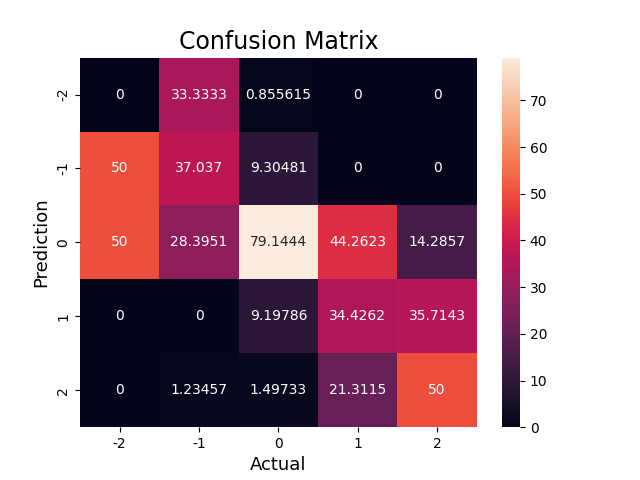 Confusion Matrix
Prediction
-2 0 33.3333 0.855615 0 0
-1 50 37.037 9.30481 0 0
0 50 28.3951 79.1444 44.2623 14.2857
1 0 0 9.19786 34.4262 35.7143
2 0 1.23457 1.49733 21.3115 50
-2 -1 0 1 2
Actual
70
60
50
40
30
20
10
0